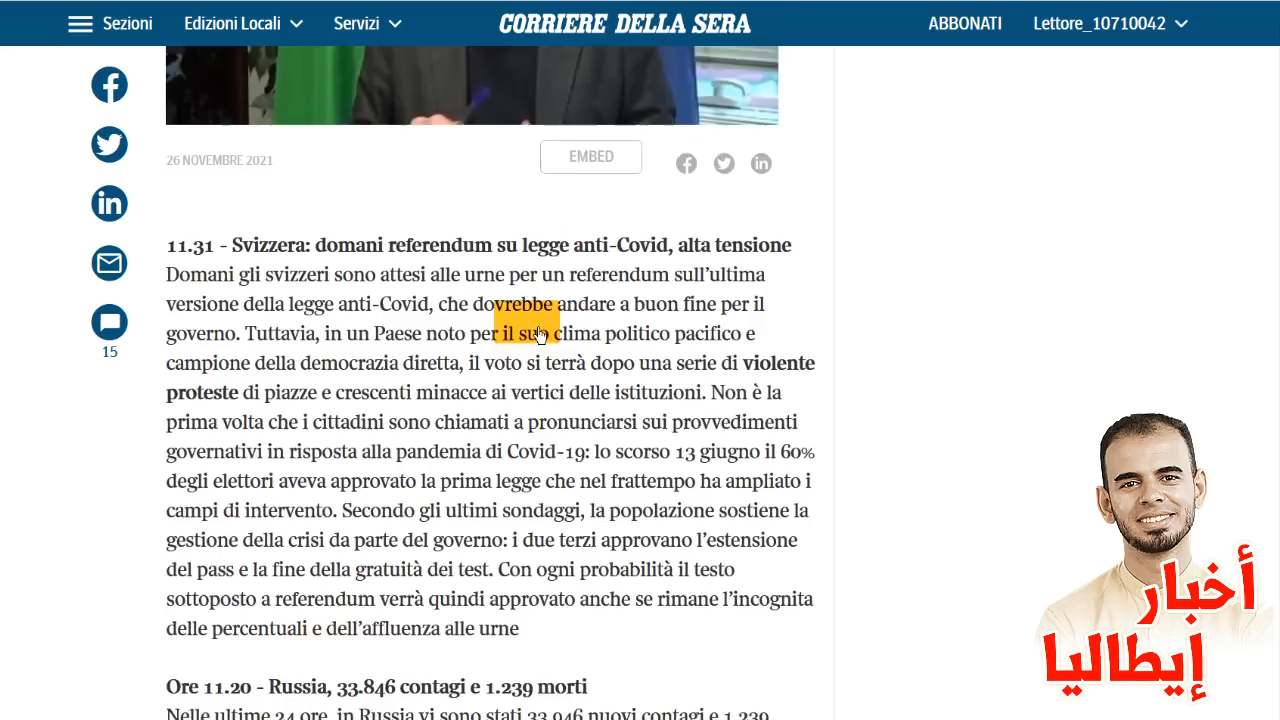 Sezioni Edizioni Locali Servizi CORRIERE DELLA SERA ABBONATI Lettore_10710042
26 NOVEMBRE 2021 EMBED
11.31 - Svizzera: domani referendum su legge anti-Covid, alta tensione
Domani gli svizzeri sono attesi alle urne per un referendum sull'ultima
versione della legge anti-Covid, che dovrebbe andare a buon fine per il
governo. Tuttavia, in un Paese noto per il suo clima politico pacifico e
campione della democrazia diretta, il voto si terrà dopo una serie di violente
proteste di piazze e crescenti minacce ai vertici delle istituzioni. Non è la
prima volta che i cittadini sono chiamati a pronunciarsi sui provvedimenti
governativi in risposta alla pandemia di Covid-19: lo scorso 13 giugno il 60%
degli elettori aveva approvato la prima legge che nel frattempo ha ampliato i
campi di intervento. Secondo gli ultimi sondaggi, la popolazione sostiene la
gestione della crisi da parte del governo: i due terzi approvano l'estensione
del pass e la fine della gratuità dei test. Con ogni probabilità il testo
sottoposto a referendum verrà quindi approvato anche se rimane l'incognita
delle percentuali e dell'affluenza alle urne
Ore 11.20 - Russia, 33.846 contagi e 1.239 morti
Nelle ultime 24 ore, in Russia vi sono stati 33.946 nuovi contagi e 1.239
15
أخبار
إيطاليا